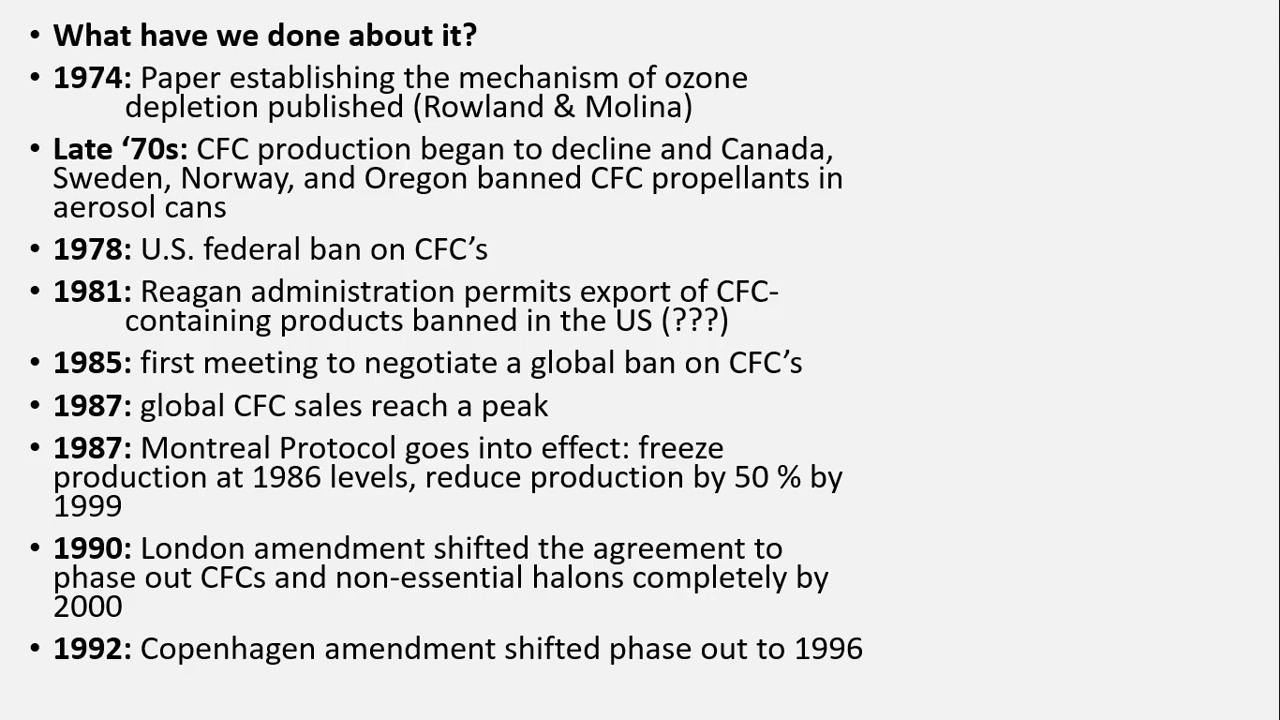 • What have we done about it?
• 1974: Paper establishing the mechanism of ozone
depletion published (Rowland & Molina)
• Late ‘70s: CFC production began to decline and Canada,
Sweden, Norway, and Oregon banned CFC propellants in
aerosol cans
• 1978: U.S. federal ban on CFC’s
• 1981: Reagan administration permits export of CFC-
containing products banned in the US (???)
• 1985: first meeting to negotiate a global ban on CFC’s
• 1987: global CFC sales reach a peak
• 1987: Montreal Protocol goes into effect: freeze
production at 1986 levels, reduce production by 50 % by
1999
• 1990: London amendment shifted the agreement to
phase out CFCs and non-essential halons completely by
2000
• 1992: Copenhagen amendment shifted phase out to 1996